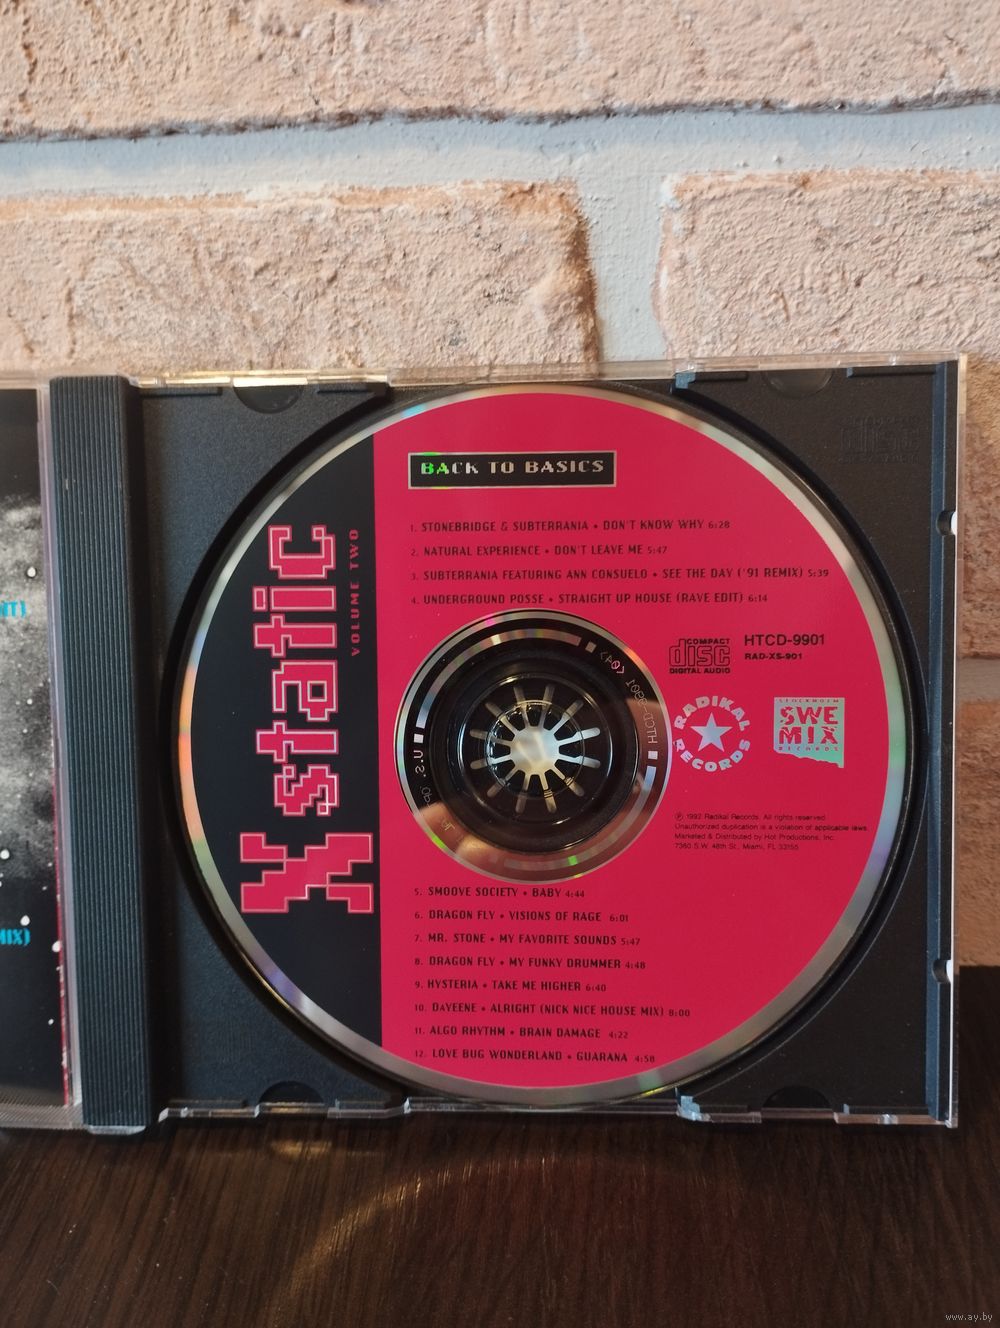 BACK TO BASICS
1. STONEBRIDGE & SUBTERRANIA • DON'T KNOW WHY 6:28
2. NATURAL EXPERIENCE • DON'T LEAVE ME 5:47
3. SUBTERRANIA FEATURING ANN CONSUELO • SEE THE DAY ('91 REMIX) 5:39
4. UNDERGROUND POSSE • STRAIGHT UP HOUSE (RAVE EDIT) 6:14
X static
VOLUME TWO
COMPACT
disc
DIGITAL AUDIO
HTCD-9901
RAD-XS-901
RADIKAL
RECORDS
STOCKHOLM
SWE
MIX
RECORDS
℗ 1992 Radikal Records. All rights reserved.
Unauthorized duplication is a violation of applicable laws.
Marketed & Distributed by Hot Productions, Inc.
7360 S.W. 48th St., Miami, FL 33155
5. SMOOVE SOCIETY • BABY 4:44
6. DRAGON FLY • VISIONS OF RAGE 6:01
7. MR. STONE • MY FAVORITE SOUNDS 5:47
8. DRAGON FLY • MY FUNKY DRUMMER 4:48
9. HYSTERIA • TAKE ME HIGHER 6:40
10. DAYEENE • ALRIGHT (NICK NICE HOUSE MIX) 8:00
11. ALGO RHYTHM • BRAIN DAMAGE 4:22
12. LOVE BUG WONDERLAND • GUARANA 4:58
MIX)
www.ay.by